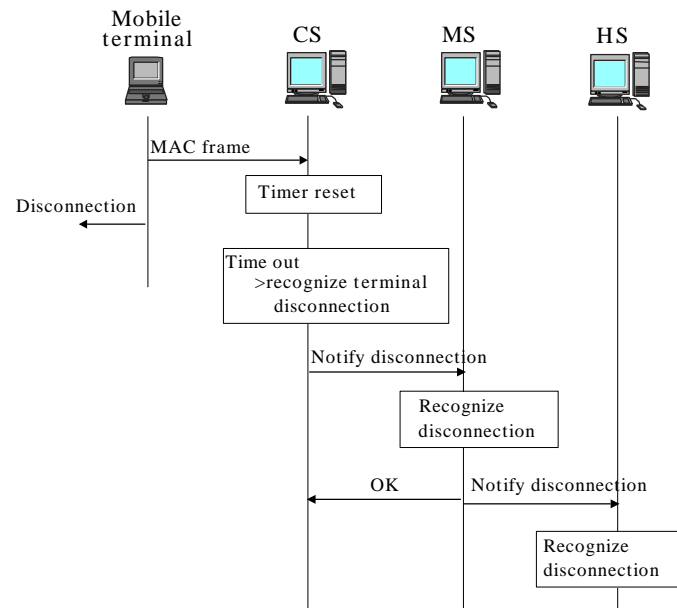 Mobile
terminal
CS
MS
HS
MAC frame
Timer reset
Disconnection
Time out
>recognize terminal
disconnection
Notify disconnection
Recognize
disconnection
OK
Notify disconnection
Recognize
disconnection